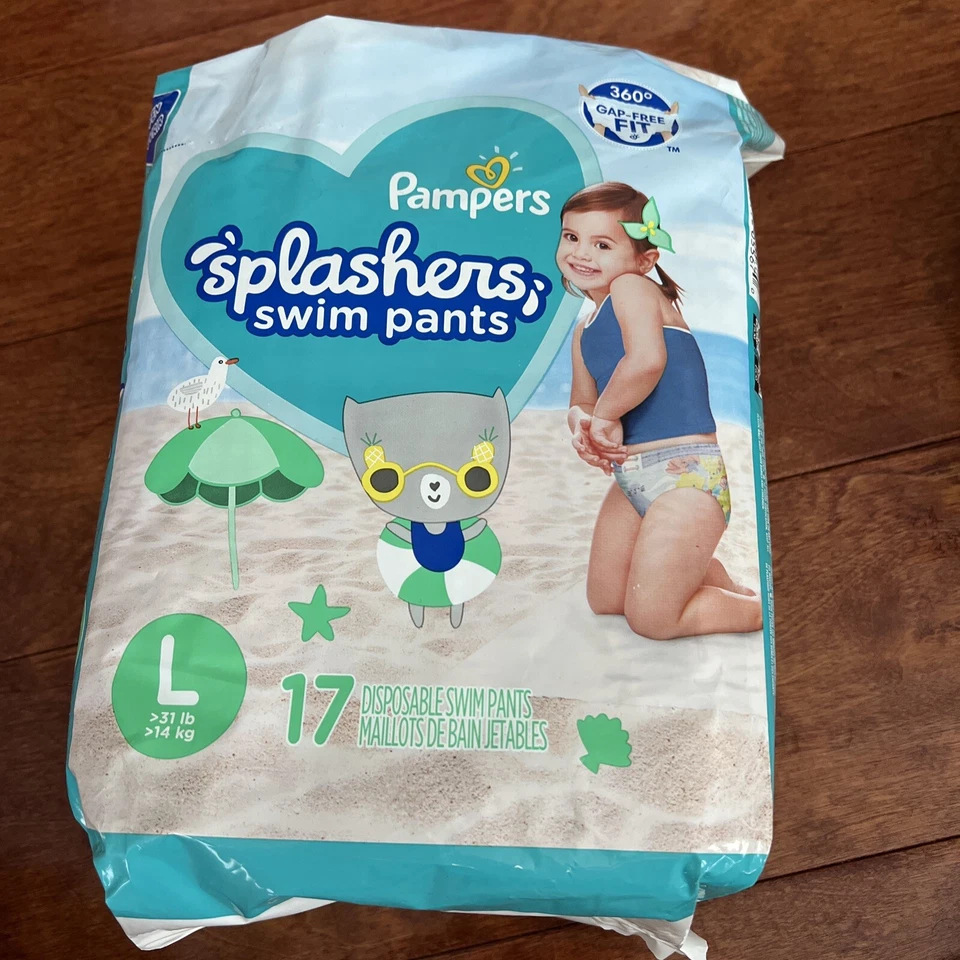 360°
GAP-FREE
FIT
TM
Pampers
splashers
swim pants
L
>31 lb
>14 kg
17
DISPOSABLE SWIM PANTS
MAILLOTS DE BAIN JETABLES